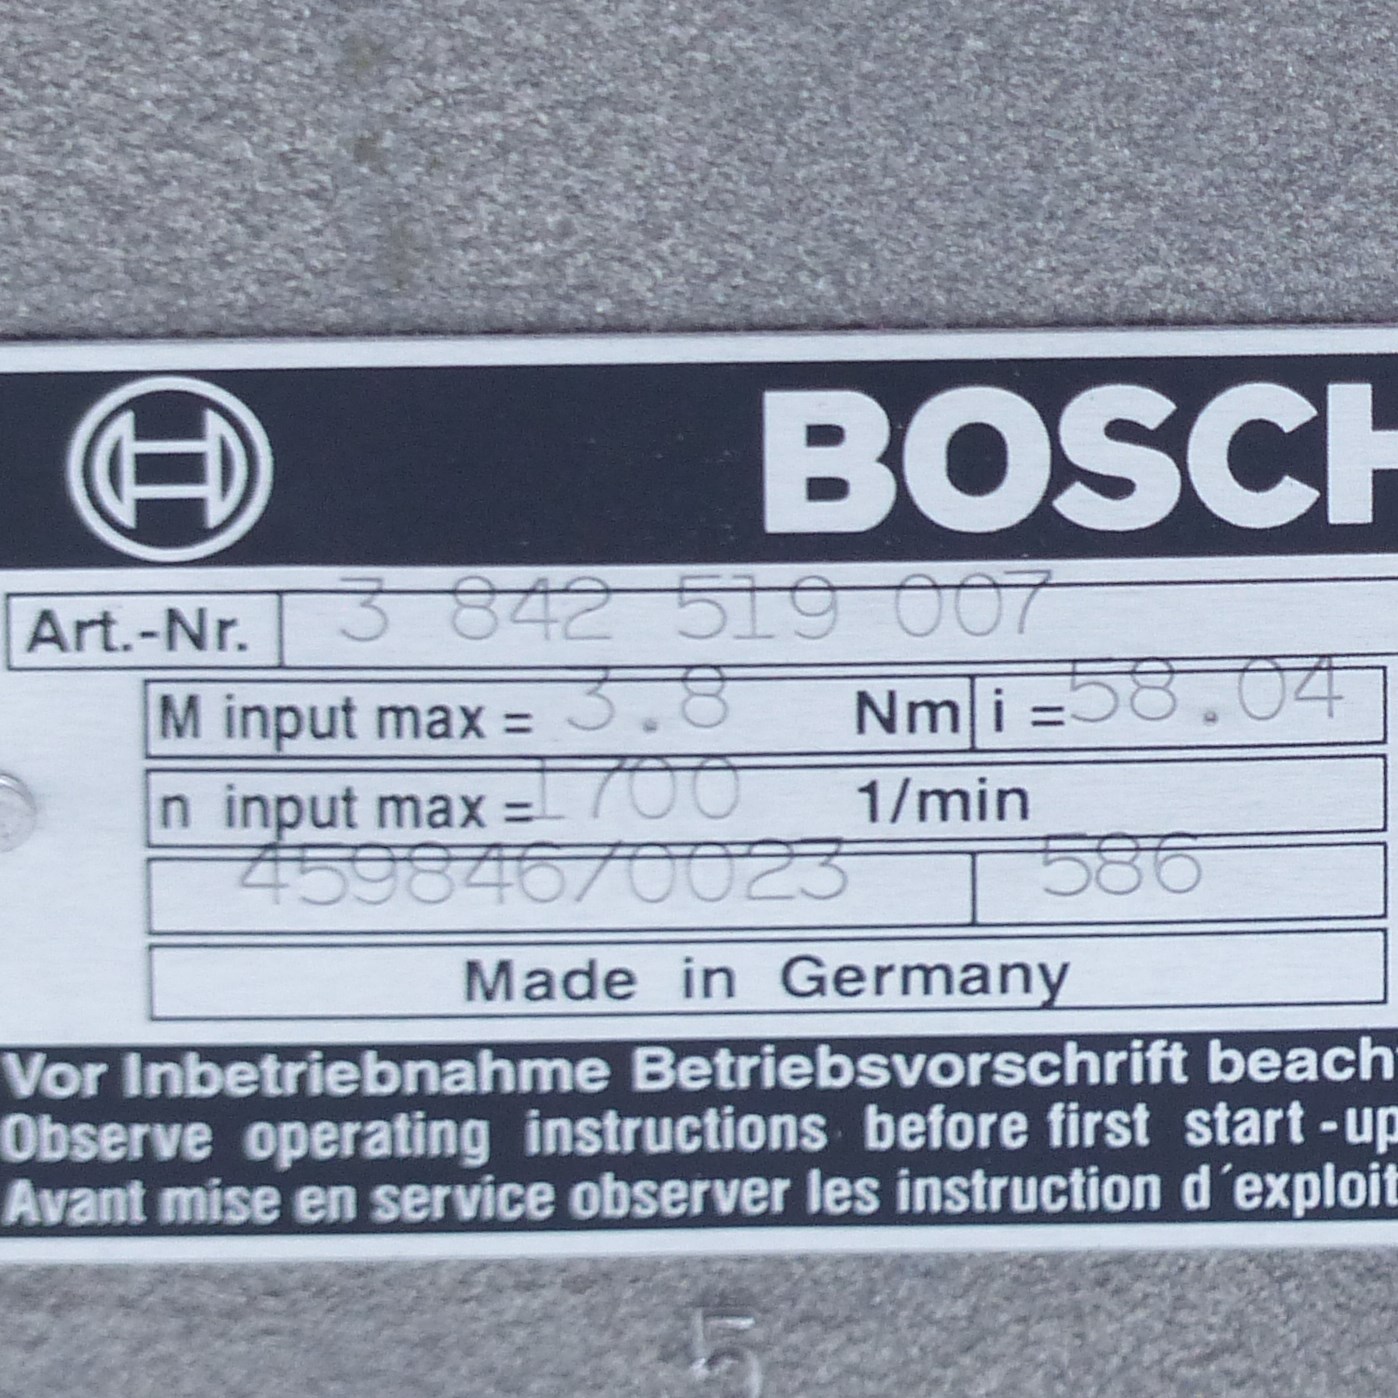 BOSCH
Art.-Nr. 3 842 519 007
M input max = 3.8 Nm i = 58.04
n input max = 1700 1/min
459846/0023 586
Made in Germany
Vor Inbetriebnahme Betriebsvorschrift beach
Observe operating instructions before first start-up
Avant mise en service observer les instruction d´exploit
5